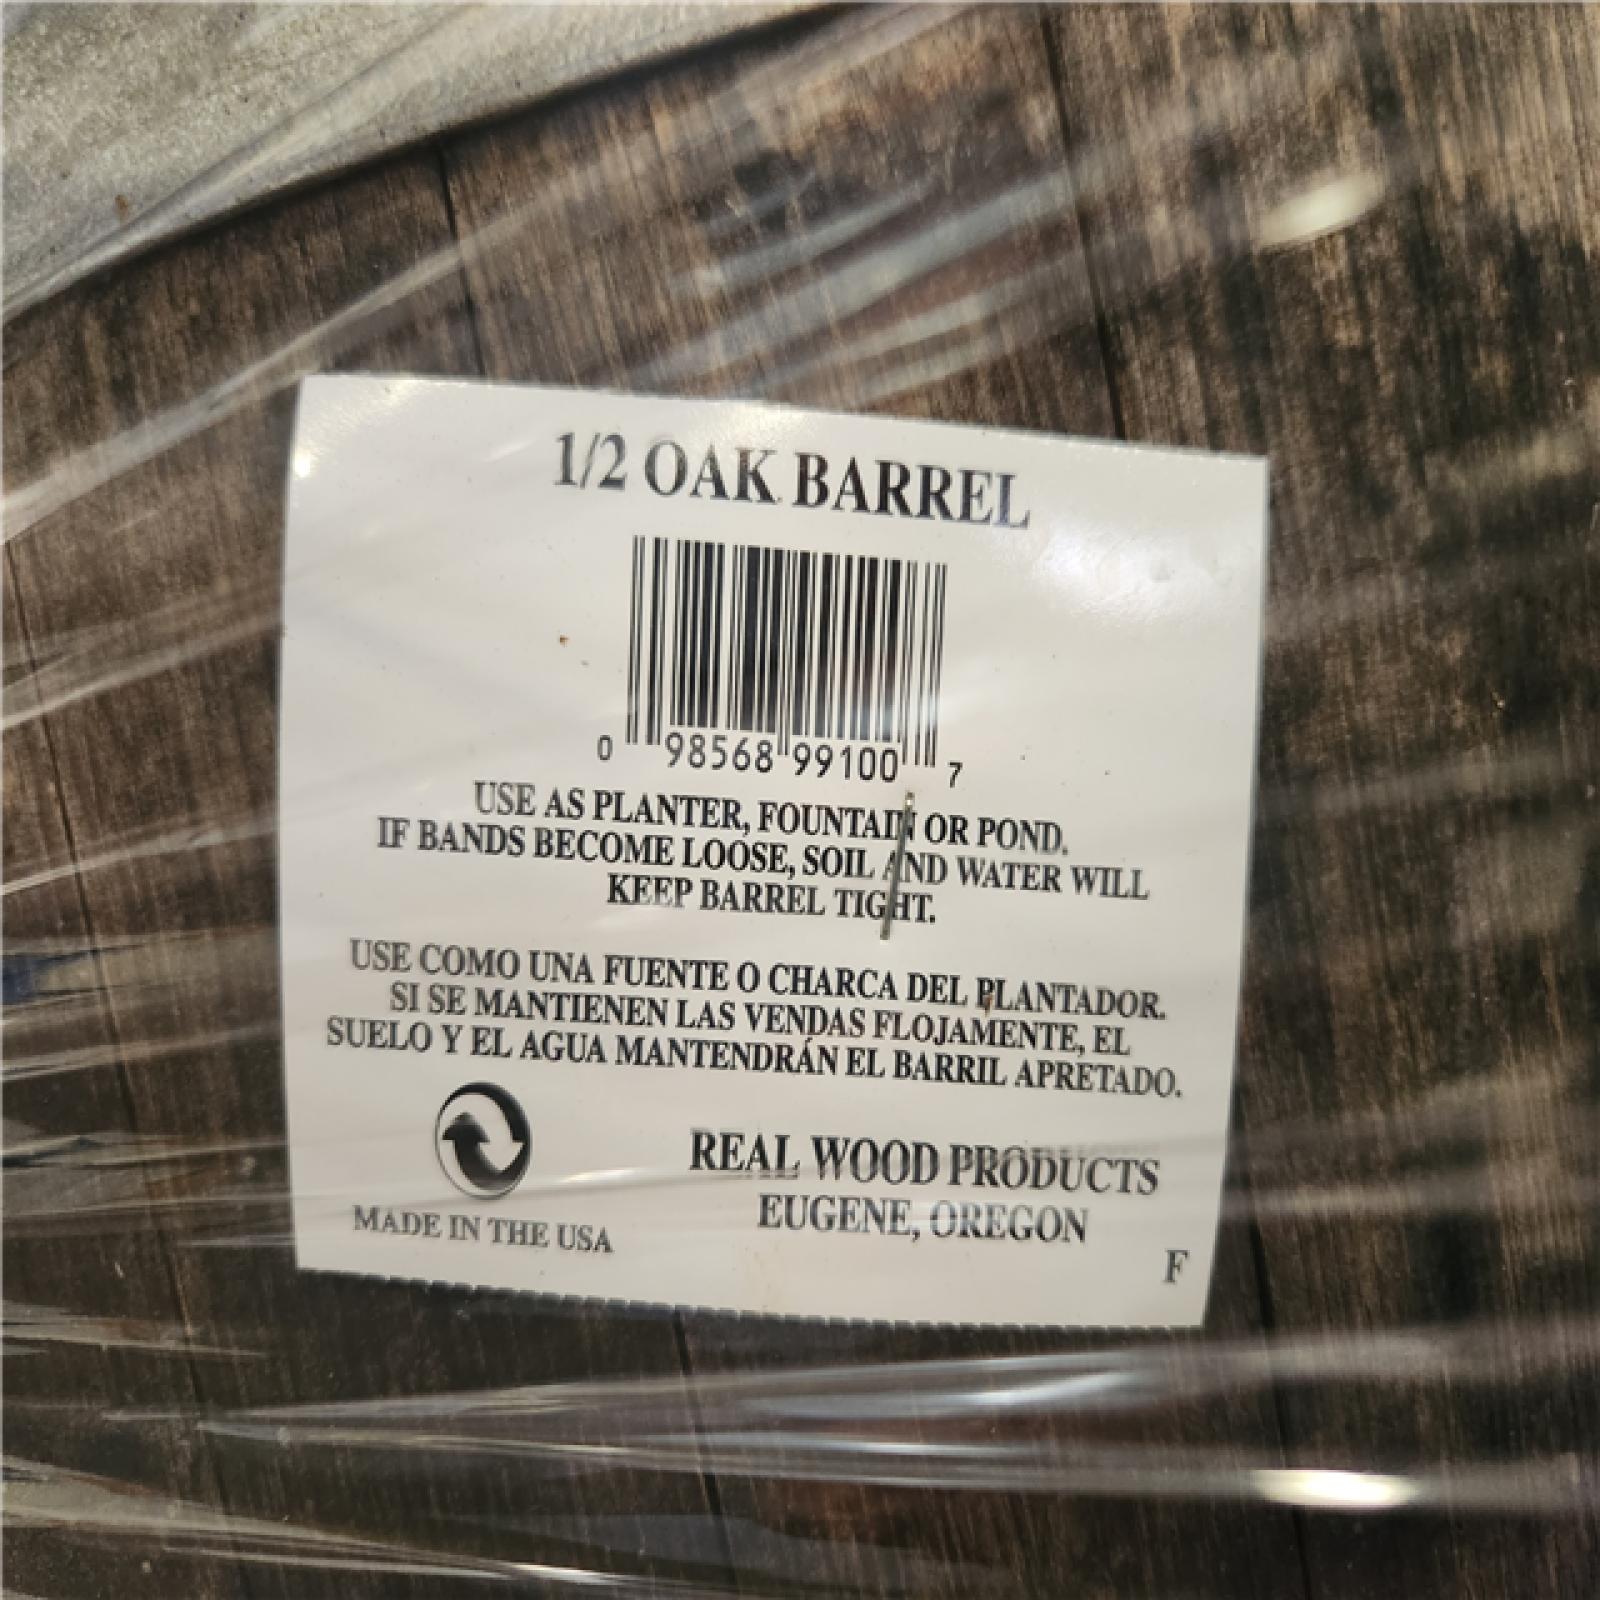 1/2 OAK BARREL
0 98568 99100 7
USE AS PLANTER, FOUNTAIN OR POND.
IF BANDS BECOME LOOSE, SOIL AND WATER WILL
KEEP BARREL TIGHT.
USE COMO UNA FUENTE O CHARCA DEL PLANTADOR.
SI SE MANTIENEN LAS VENDAS FLOJAMENTE, EL
SUELO Y EL AGUA MANTENDRÁN EL BARRIL APRETADO.
REAL WOOD PRODUCTS
EUGENE, OREGON
MADE IN THE USA
F